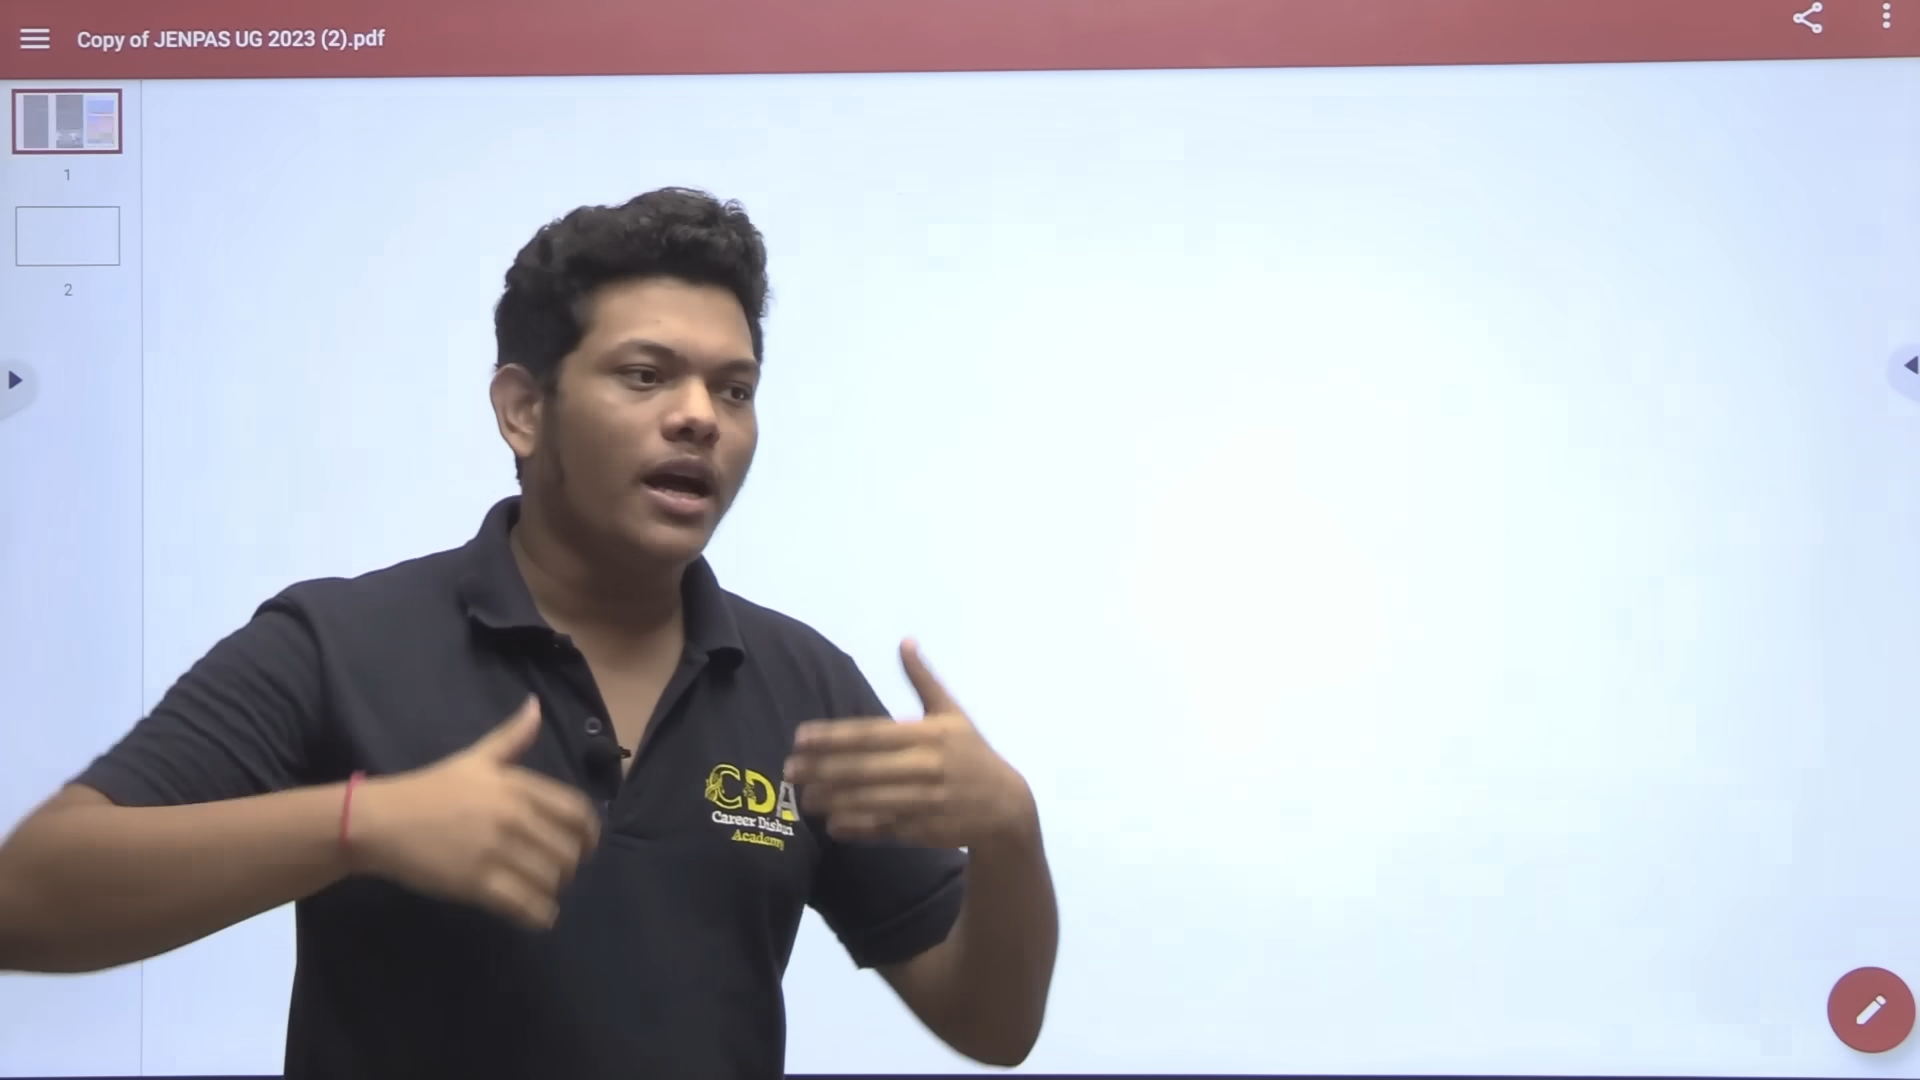 Copy of JENPAS UG 2023 (2).pdf
1
2
CDA
Career Dishari
Academy